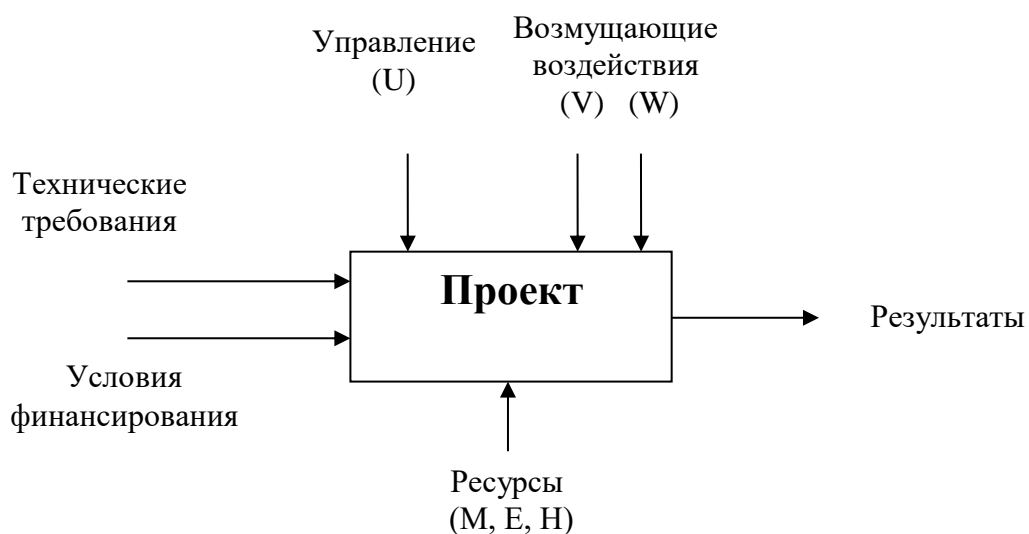 Управление
(U)
Возмущающие
воздействия
(V) (W)
Технические
требования
Проект
Результаты
Условия
финансирования
Ресурсы
(М, Е, Н)